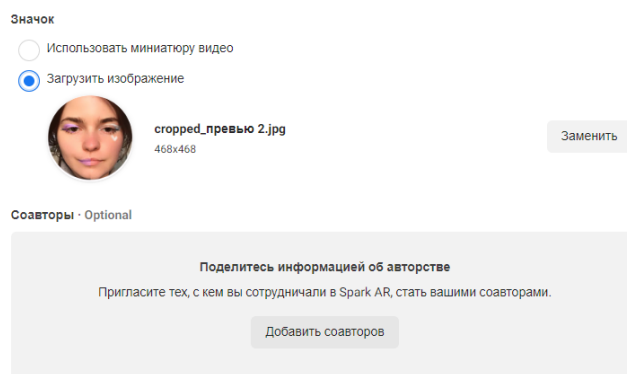 Значок
Использовать миниатюру видео
Загрузить изображение
cropped_превью 2.jpg
468x468
Заменить
Соавторы · Optional
Поделитесь информацией об авторстве
Пригласите тех, с кем вы сотрудничали в Spark AR, стать вашими соавторами.
Добавить соавторов